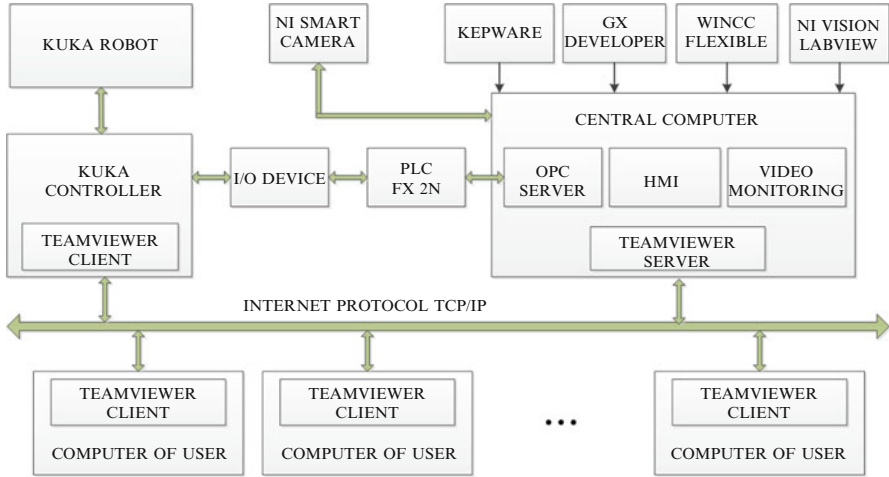 KUKA ROBOT
NI SMART
CAMERA
KEPWARE
GX
DEVELOPER
WINCC
FLEXIBLE
NI VISION
LABVIEW
CENTRAL COMPUTER
KUKA
CONTROLLER
I/O DEVICE
PLC
FX 2N
OPC
SERVER
HMI
VIDEO
MONITORING
TEAMVIEWER
CLIENT
TEAMVIEWER
SERVER
INTERNET PROTOCOL TCP/IP
TEAMVIEWER
CLIENT
COMPUTER OF USER
TEAMVIEWER
CLIENT
COMPUTER OF USER
...
TEAMVIEWER
CLIENT
COMPUTER OF USER